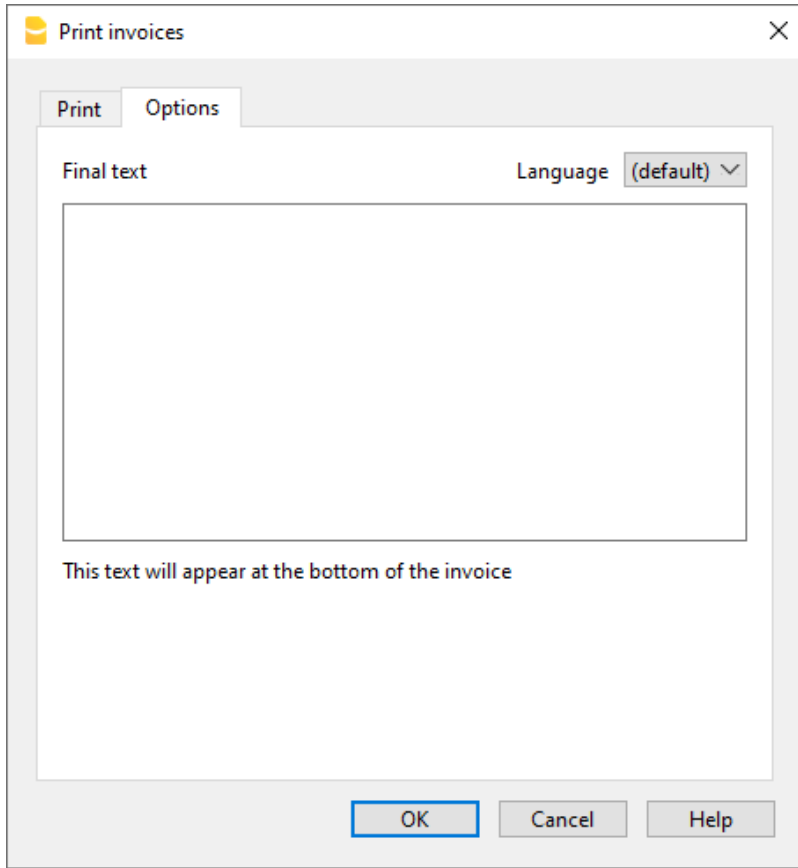 Print invoices
Print Options
Final text Language (default)
This text will appear at the bottom of the invoice
OK Cancel Help